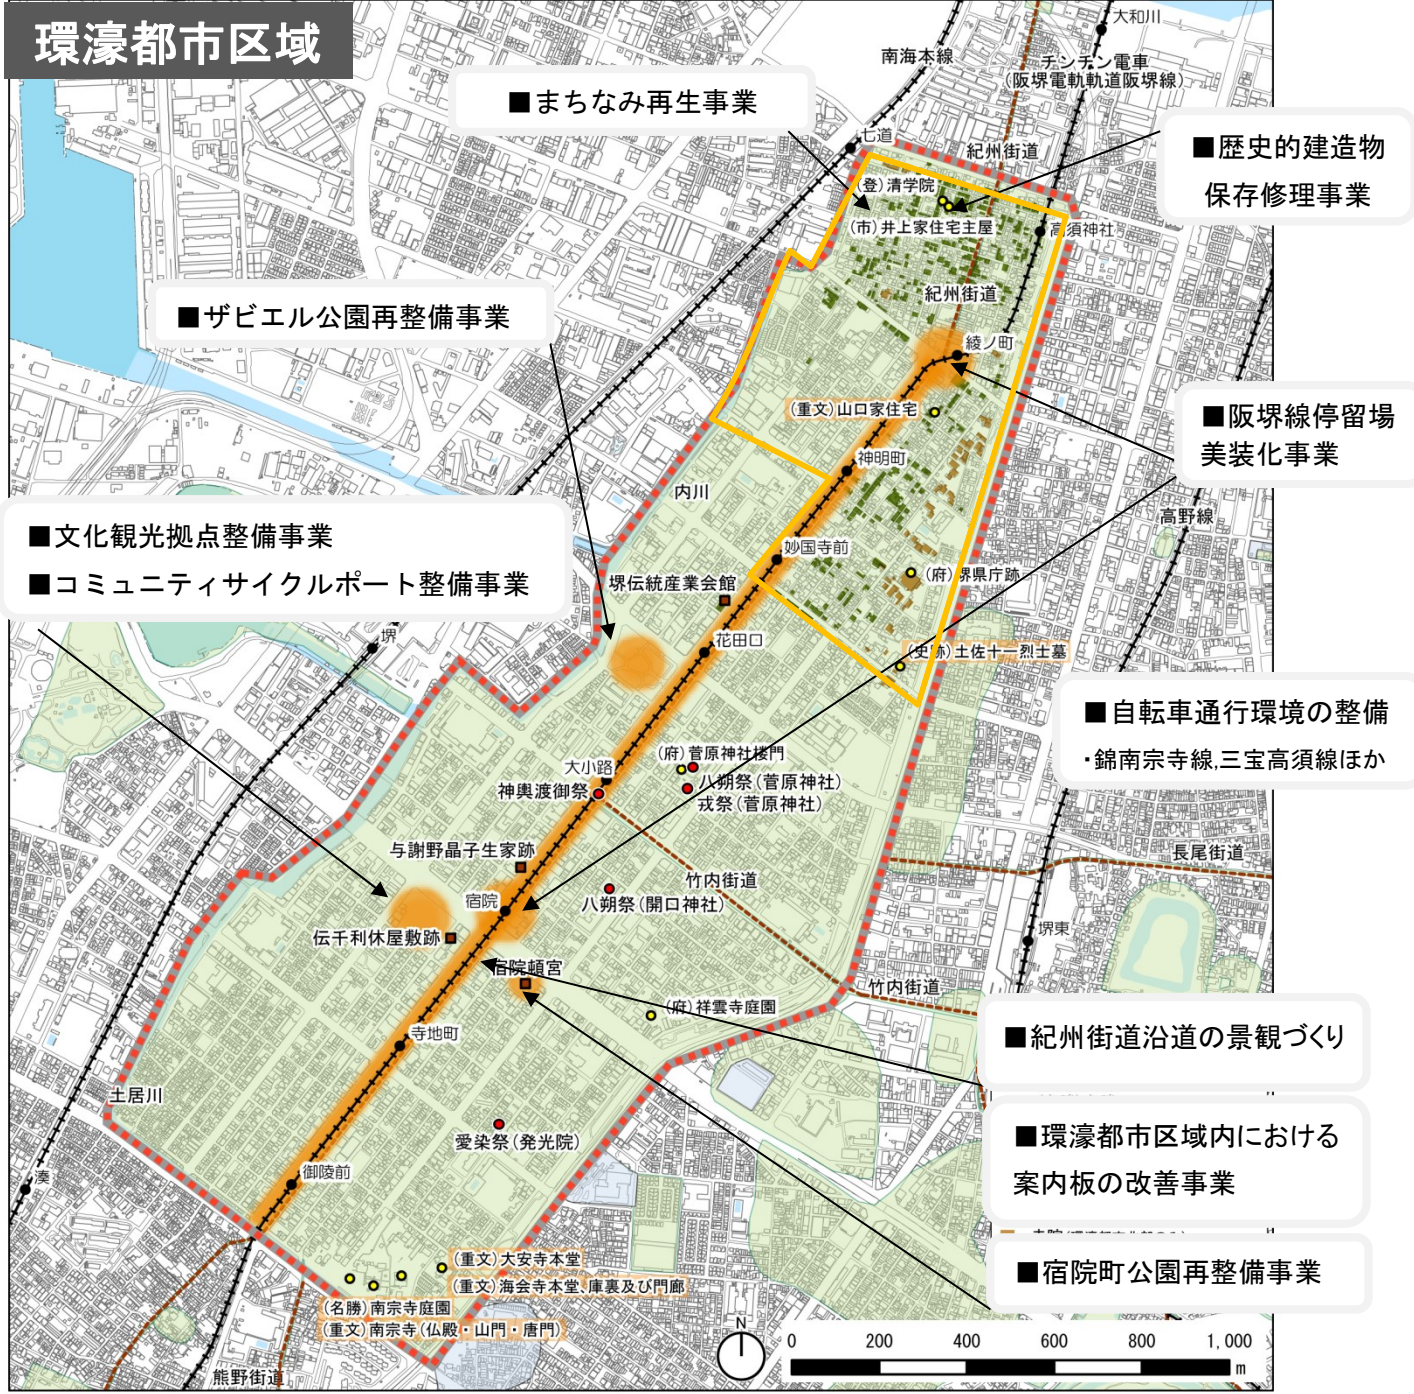 環濠都市区域
大和川
南海本線
チンチン電車
(阪堺電軌軌道阪堺線)
■まちなみ再生事業
七道
紀州街道
■歴史的建造物
保存修理事業
(登)清学院
(市)井上家住宅主屋
高須神社
紀州街道
■ザビエル公園再整備事業
綾ノ町
(重文)山口家住宅
■阪堺線停留場
美装化事業
神明町
内川
高野線
■文化観光拠点整備事業
■コミュニティサイクルポート整備事業
妙国寺前
(府)堺県庁跡
堺伝統産業会館
堺
花田口
(史跡)土佐十一烈士墓
■自転車通行環境の整備
・錦南宗寺線,三宝高須線ほか
(府)菅原神社楼門
大小路
神輿渡御祭
八朔祭(菅原神社)
戎祭(菅原神社)
与謝野晶子生家跡
長尾街道
竹内街道
宿院
八朔祭(開口神社)
伝千利休屋敷跡
堺東
宿院頓宮
竹内街道
(府)祥雲寺庭園
■紀州街道沿道の景観づくり
寺地町
土居川
愛染祭(発光院)
■環濠都市区域内における
案内板の改善事業
湊
御陵前
(重文)大安寺本堂
■宿院町公園再整備事業
(重文)海会寺本堂、庫裏及び門廊
(名勝)南宗寺庭園
(重文)南宗寺(仏殿・山門・唐門)
熊野街道
N
0 200 400 600 800 1,000
m